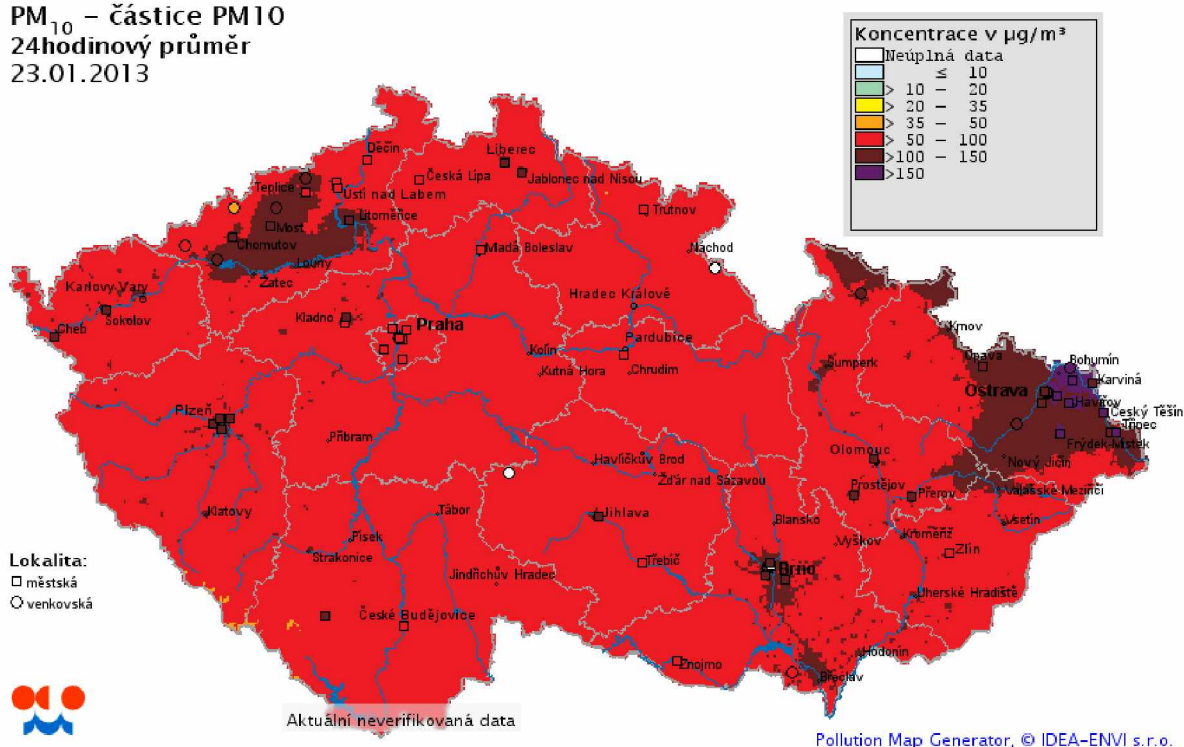 PM10 – částice PM10
24hodinový průměr
23.01.2013
Koncentrace v µg/m³
Neúplná data
≤ 10
> 10 – 20
> 20 – 35
> 35 – 50
> 50 – 100
>100 – 150
>150
Děčín
Liberec
Teplice
Česká Lípa
Jablonec nad Nisou
Ústí nad Labem
Litoměřice
Trutnov
Most
Chomutov
Mladá Boleslav
Náchod
Louny
Žatec
Karlovy Vary
Sokolov
Hradec Králové
Cheb
Kladno
Praha
Pardubice
Krnov
Kolín
Kutná Hora
Chrudim
Šumperk
Opava
Bohumín
Karviná
Ostrava
Havířov
Český Těšín
Třinec
Plzeň
Příbram
Frýdek-Místek
Olomouc
Nový Jičín
Havlíčkův Brod
Žďár nad Sázavou
Prostějov
Přerov
Valašské Meziříčí
Klatovy
Tábor
Jihlava
Blansko
Vsetín
Písek
Vyškov
Kroměříž
Zlín
Strakonice
Jindřichův Hradec
Třebíč
Brno
Uherské Hradiště
České Budějovice
Znojmo
Hodonín
Břeclav
Lokalita:
městská
venkovská
Aktuální neverifikovaná data
Pollution Map Generator, © IDEA-ENVI s.r.o.